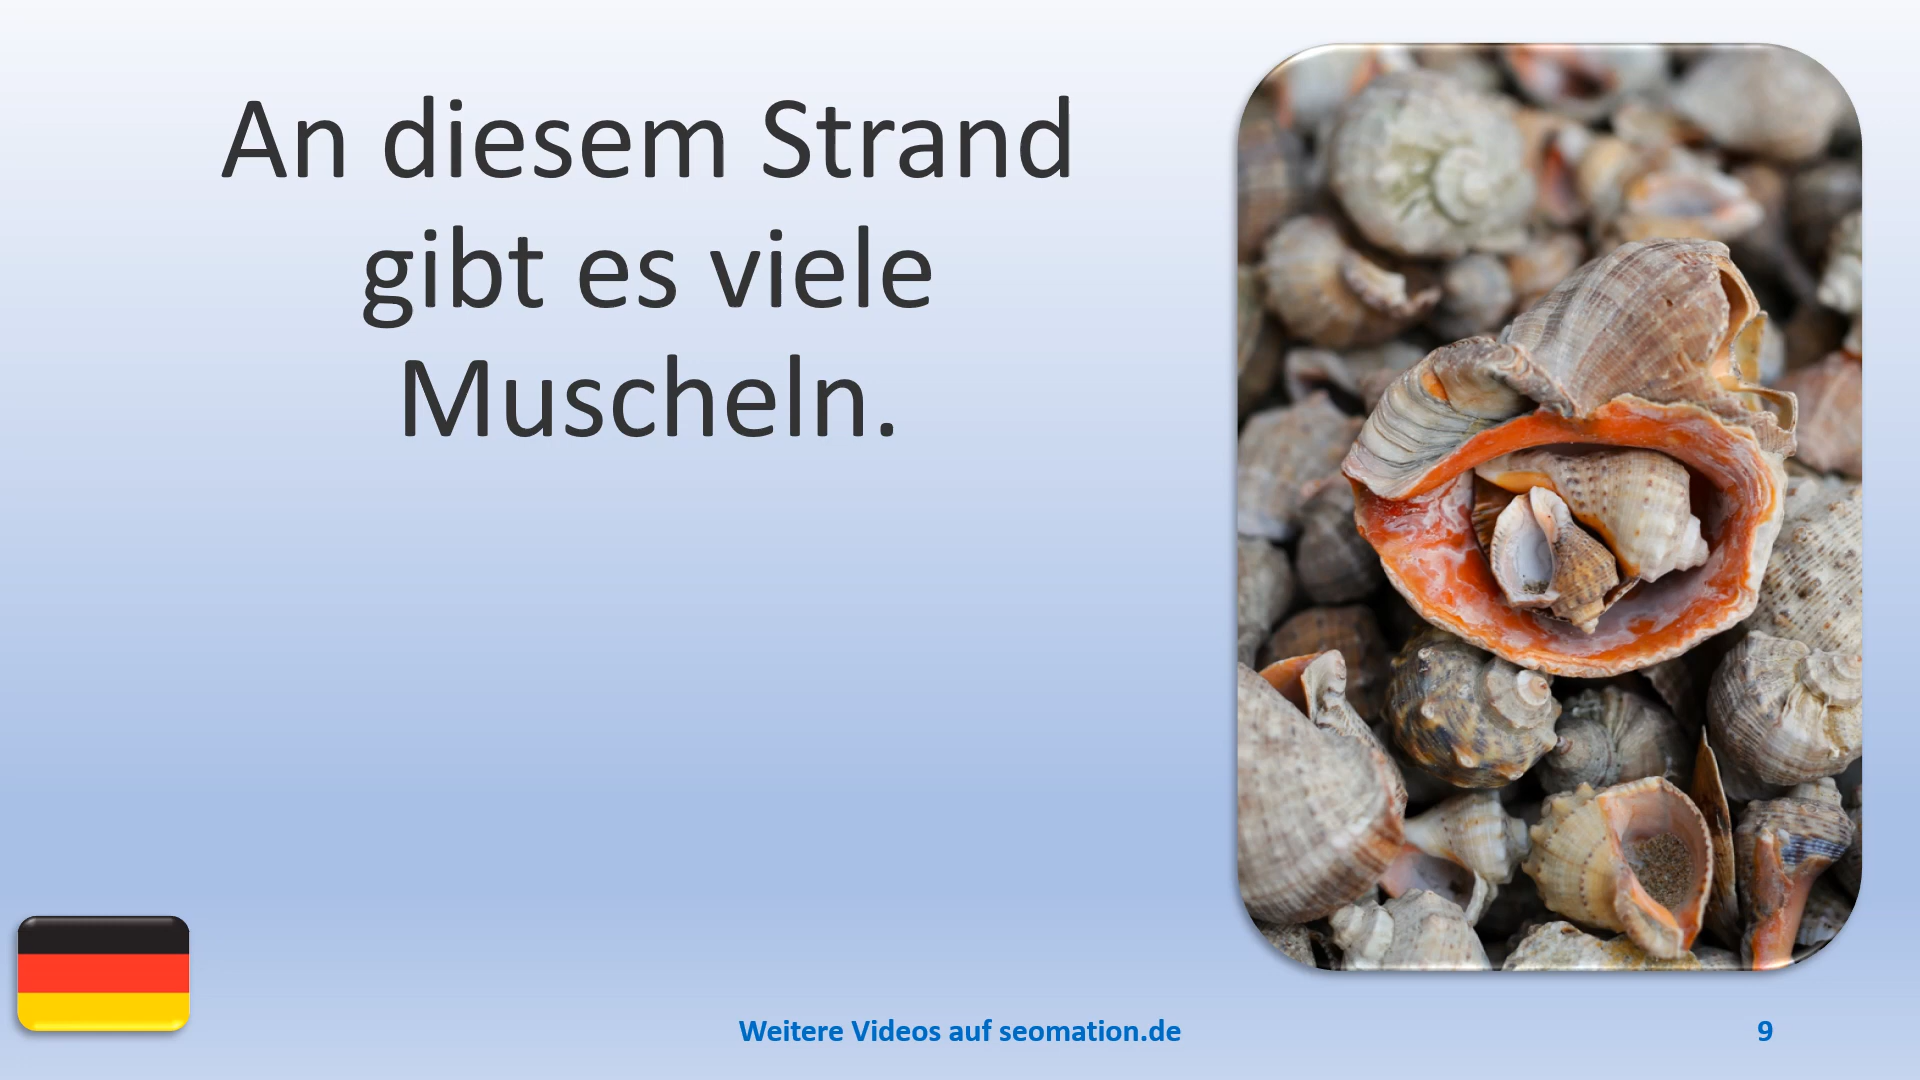 An diesem Strand
gibt es viele
Muscheln.
Weitere Videos auf seomation.de
9